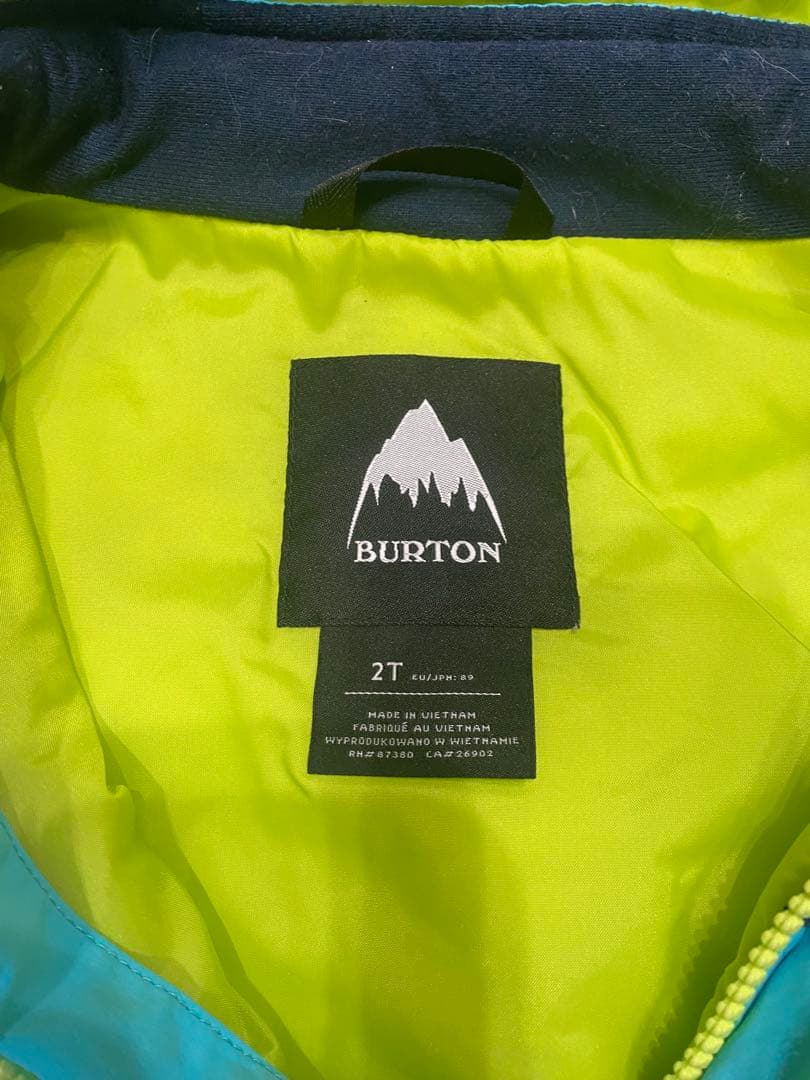 BURTON
2T EU/JPN: 89
MADE IN VIETNAM
FABRIQUÉ AU VIETNAM
WYPRODUKOWANO W WIETNAMIE
RN# 87380 CA# 26902